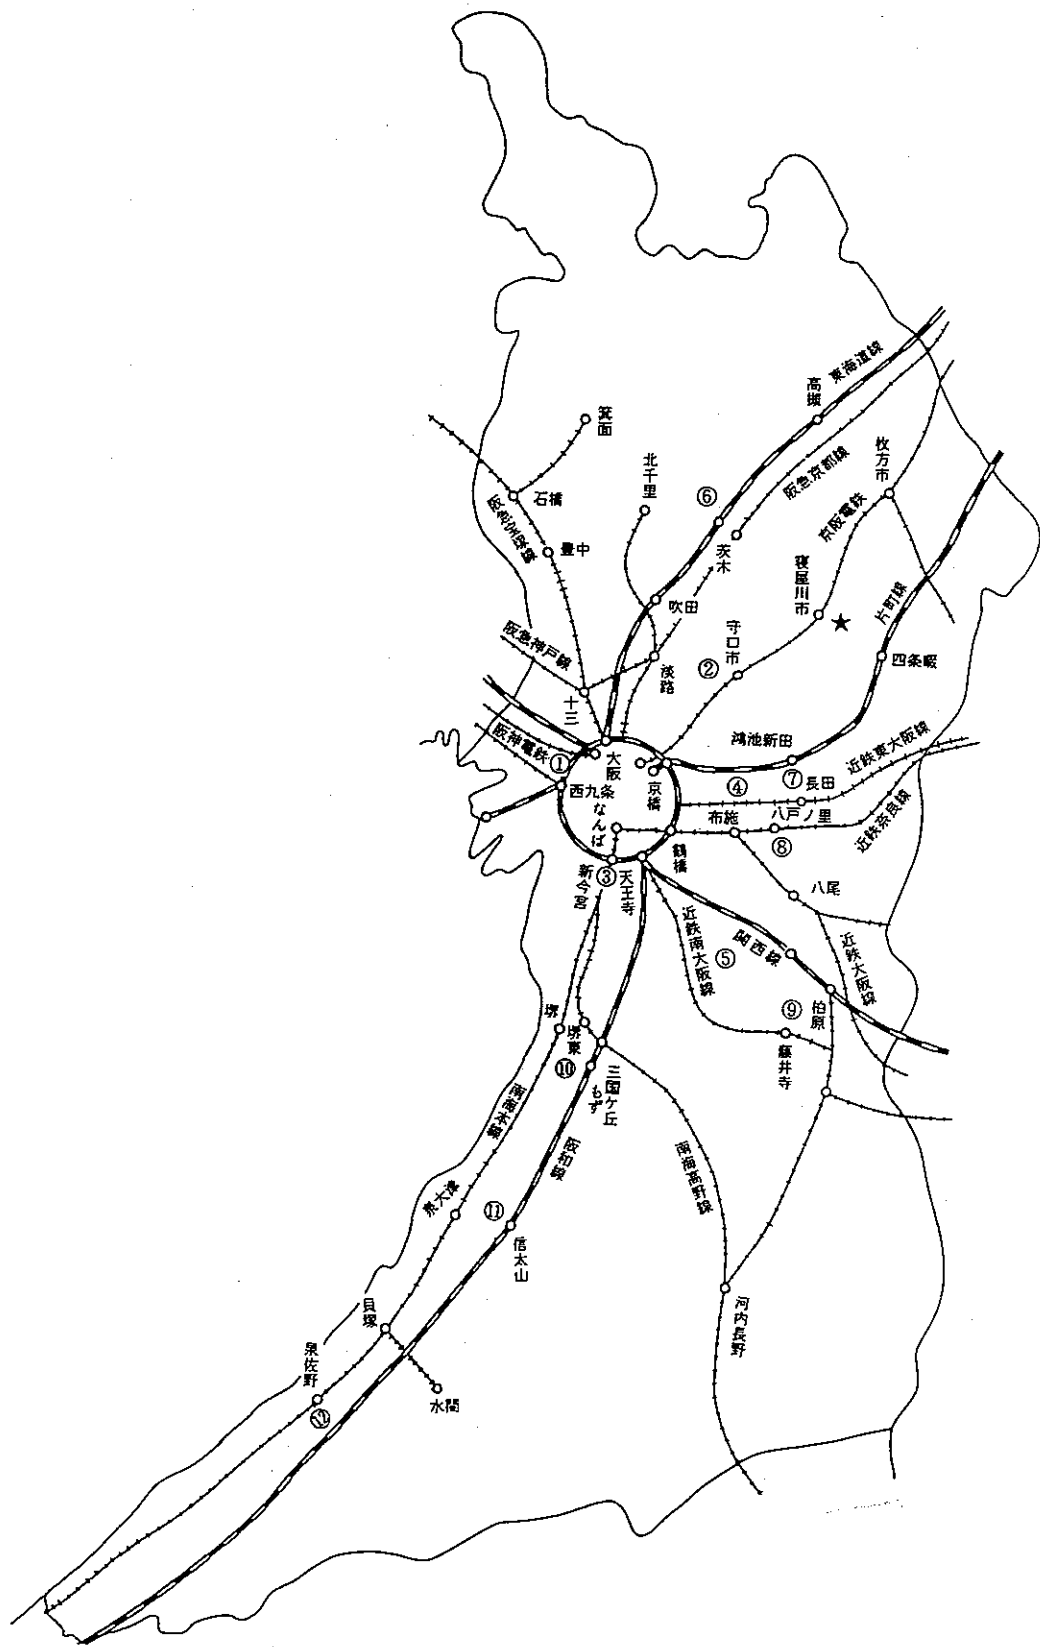 東海道線
高槻
箕面
枚方市
北千里
阪急京都線
⑥
石橋
阪急宝塚線
京阪電鉄
豊中
茨木
寝屋川市
片町線
吹田
★
守口市
阪急神戸線
四条畷
②
淡路
十三
鴻池新田
近鉄東大阪線
阪神電鉄
①
大阪
⑦
④
長田
京橋
西九条
なんば
布施
八戸ノ里
近鉄奈良線
⑧
鶴橋
新今宮
③
天王寺
八尾
近鉄南大阪線
関西線
近鉄大阪線
⑤
⑨
柏原
堺
堺東
藤井寺
⑩
三国ケ丘
もず
南海本線
阪和線
南海高野線
泉大津
⑪
信太山
貝塚
河内長野
泉佐野
水間
⑫